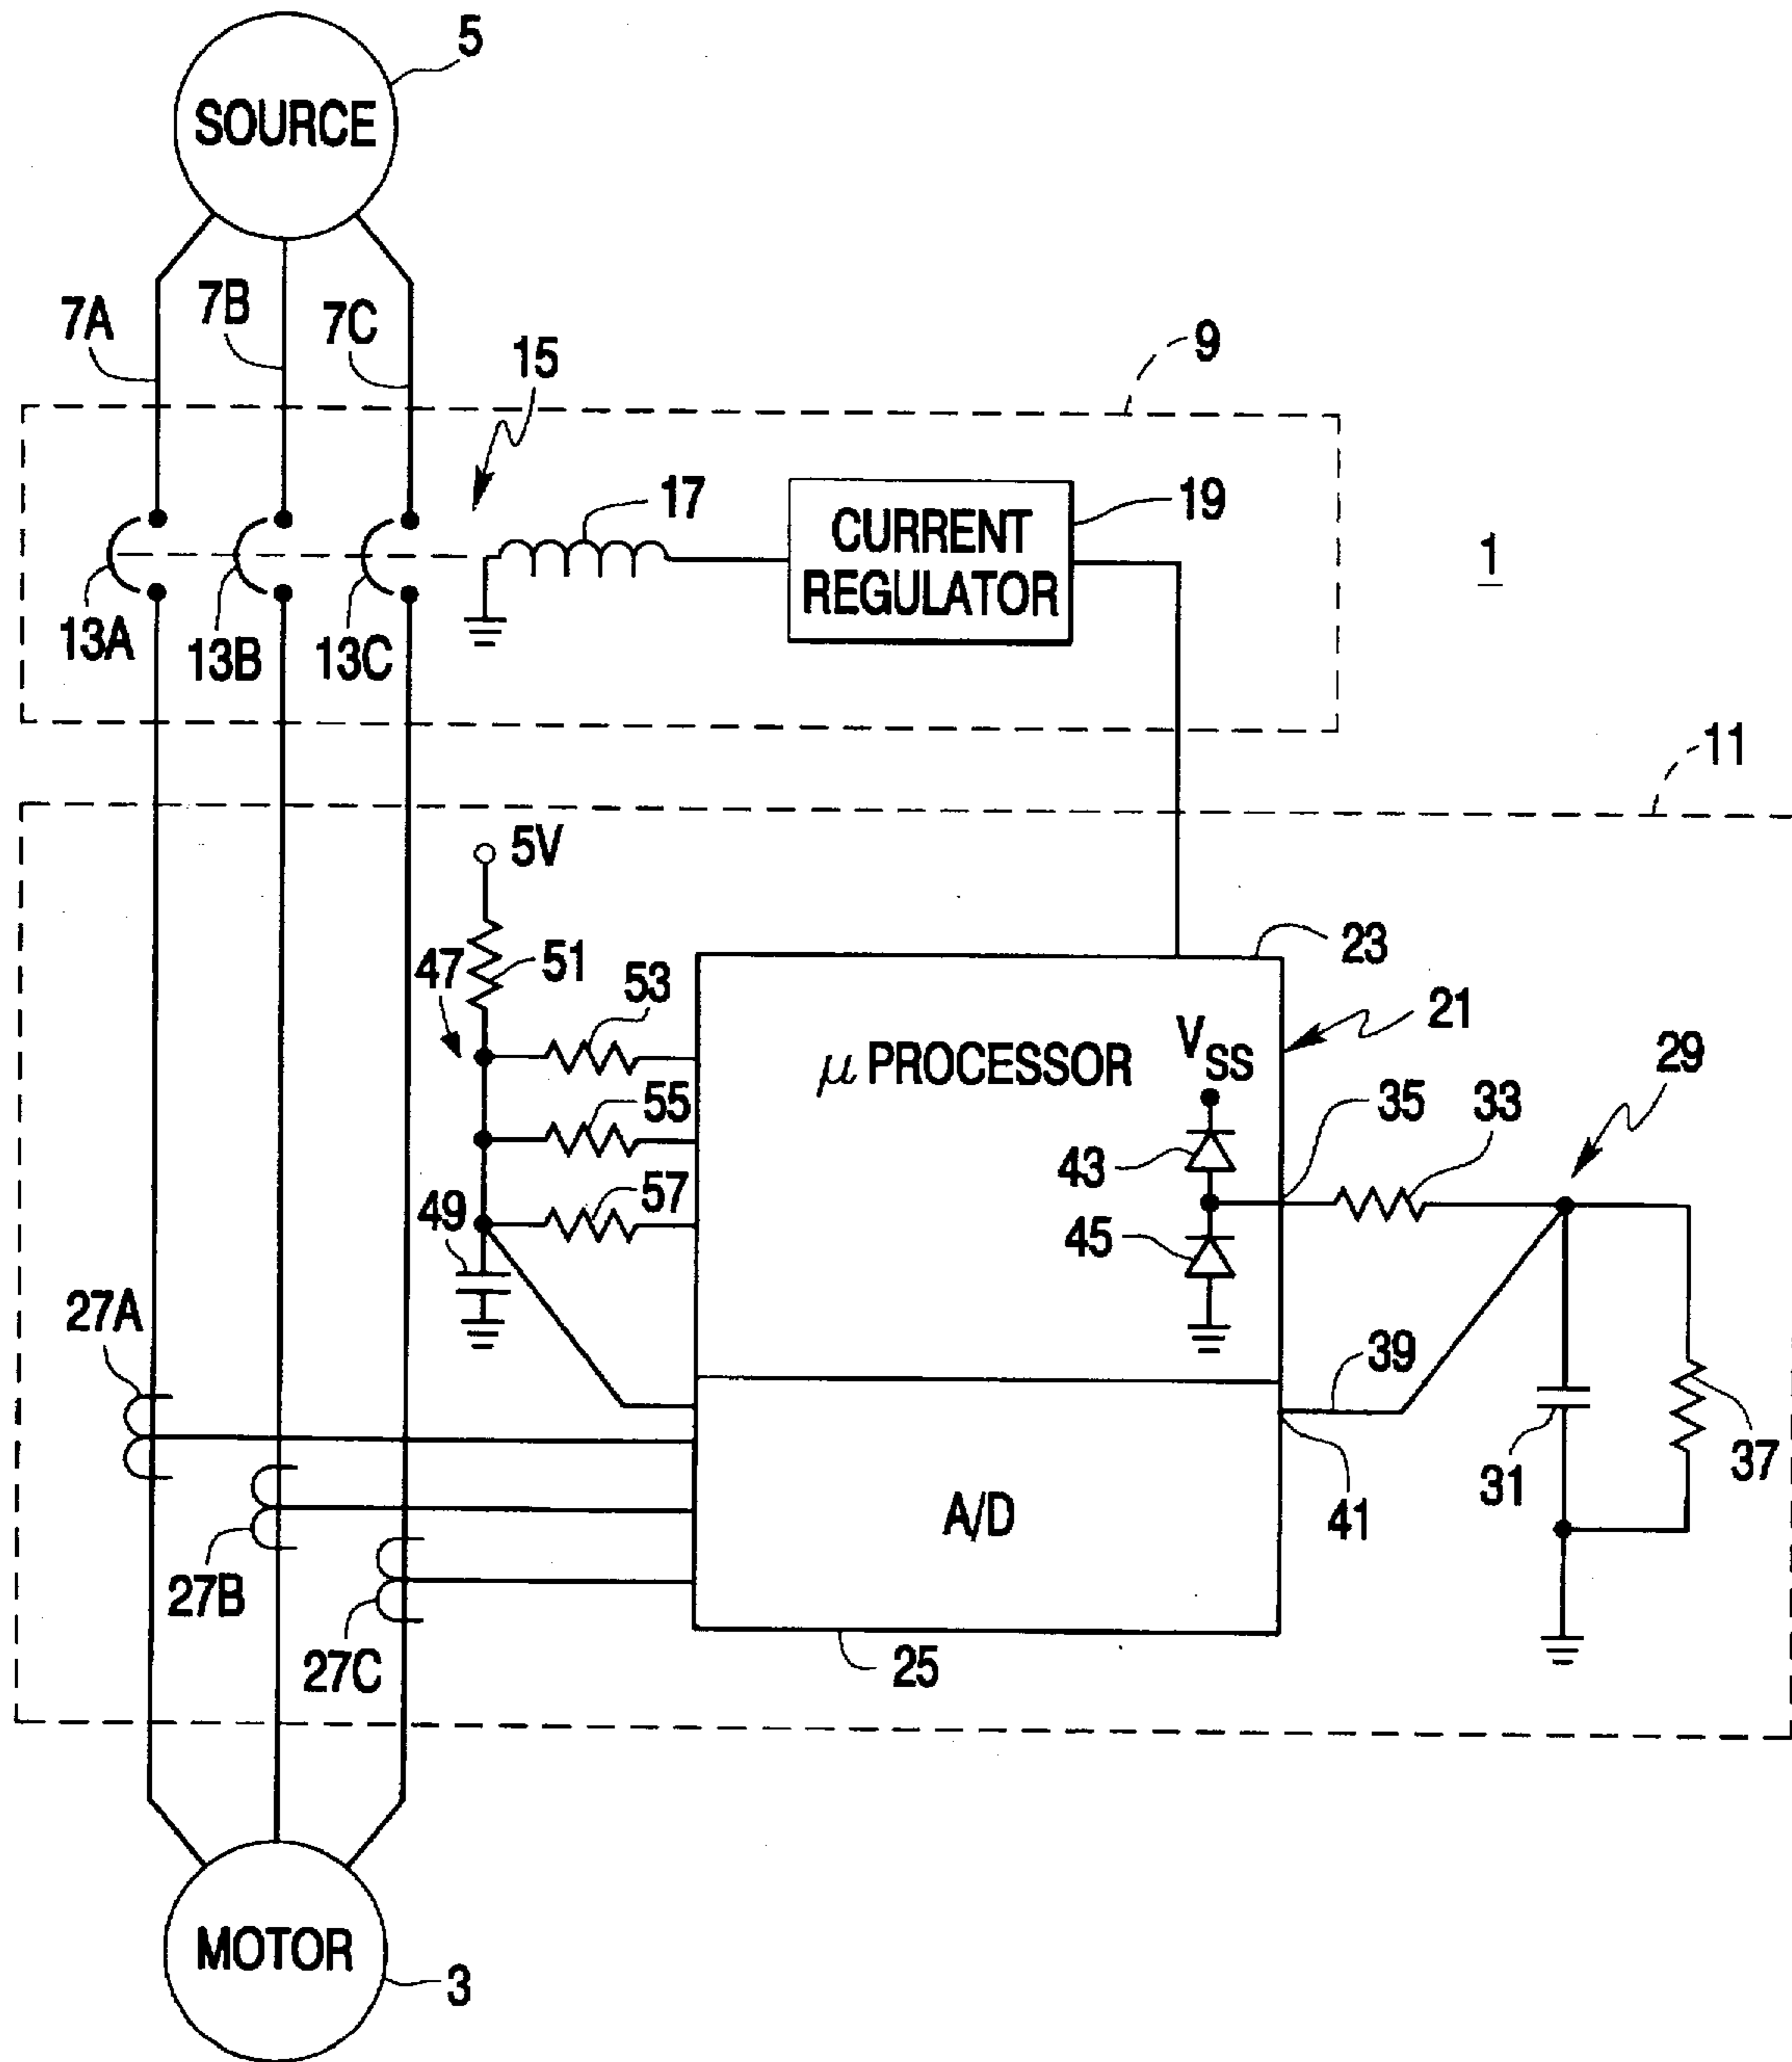 5
SOURCE
7A
7B
7C
15
9
17
19
CURRENT
REGULATOR
1
13A
13B
13C
11
5V
47
51
53
23
21
μ PROCESSOR
VSS
29
55
35
33
43
49
57
45
27A
39
31
37
41
A/D
27B
27C
25
MOTOR
3